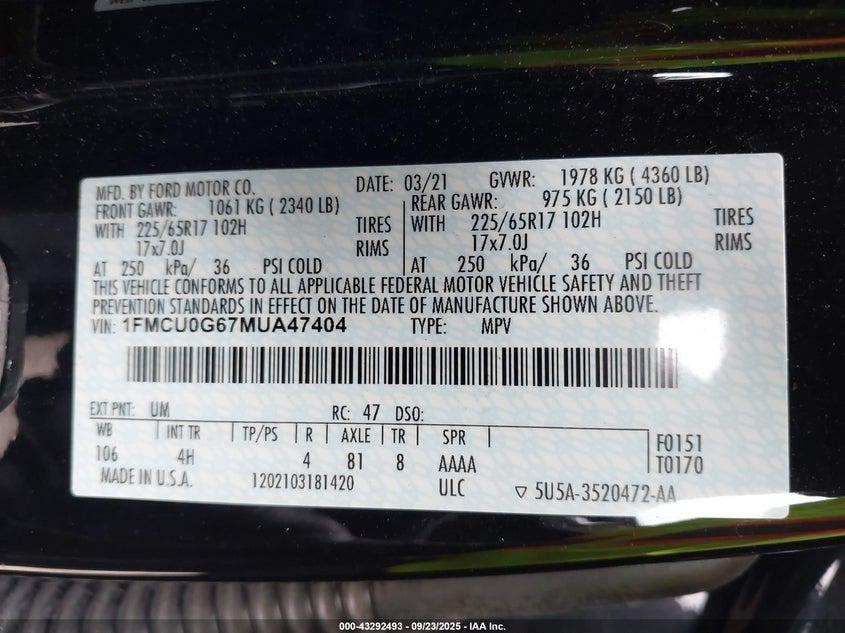 MFD. BY FORD MOTOR CO. DATE: 03/21 GVWR: 1978 KG ( 4360 LB)
FRONT GAWR: 1061 KG ( 2340 LB) REAR GAWR: 975 KG ( 2150 LB)
WITH 225/65R17 102H TIRES WITH 225/65R17 102H TIRES
17x7.0J RIMS 17x7.0J RIMS
AT 250 kPa/ 36 PSI COLD AT 250 kPa/ 36 PSI COLD
THIS VEHICLE CONFORMS TO ALL APPLICABLE FEDERAL MOTOR VEHICLE SAFETY AND THEFT
PREVENTION STANDARDS IN EFFECT ON THE DATE OF MANUFACTURE SHOWN ABOVE.
VIN: 1FMCU0G67MUA47404 TYPE: MPV
EXT PNT: UM RC: 47 DSO:
WB INT TR TP/PS R AXLE TR SPR F0151
106 4H 4 81 8 AAAA T0170
MADE IN U.S.A. 1202103181420 ULC ▽ 5U5A-3520472-AA
000-43292493 - 09/23/2025 - IAA Inc.